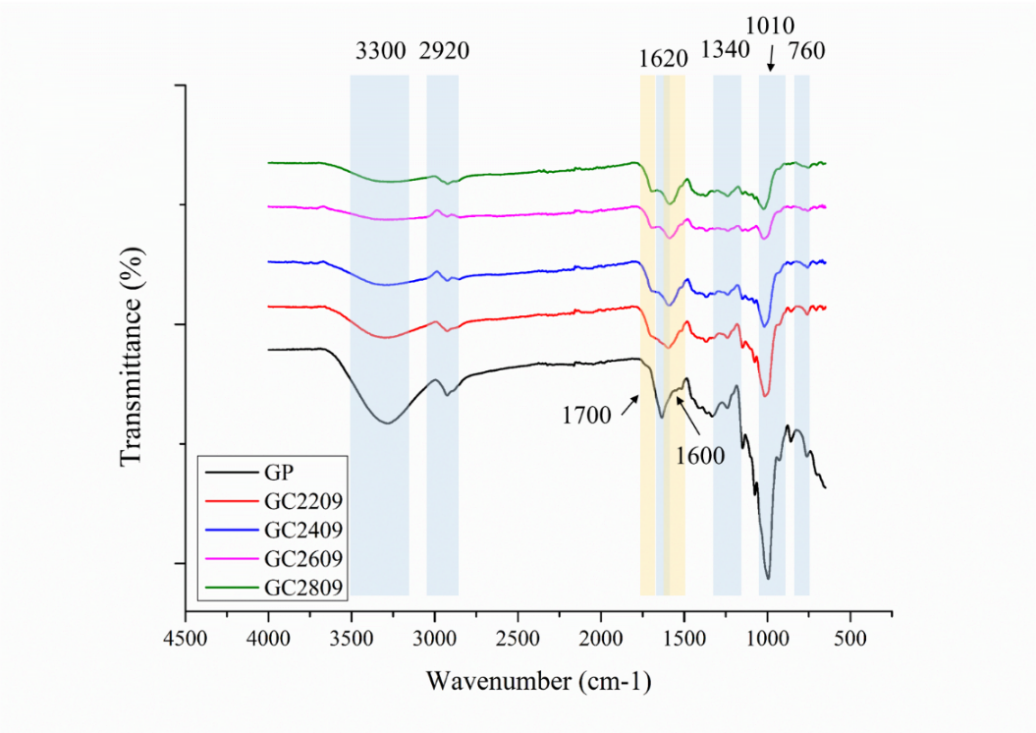 1010
3300 2920 1620 1340 760
Transmittance (%)
1700
1600
GP
GC2209
GC2409
GC2609
GC2809
4500 4000 3500 3000 2500 2000 1500 1000 500
Wavenumber (cm-1)